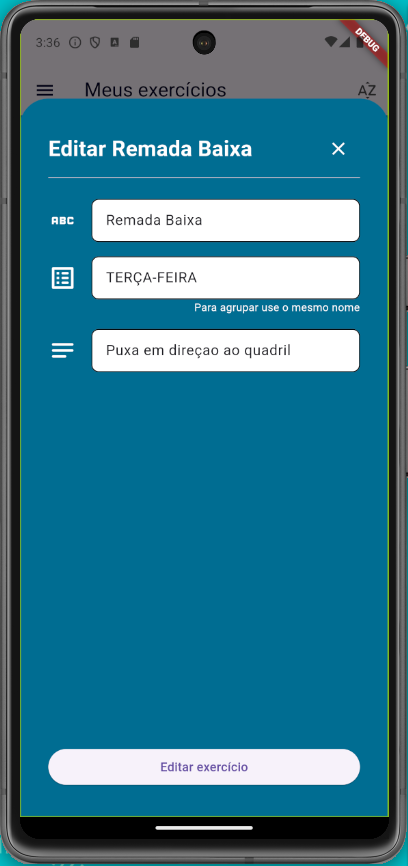 3:36
DEBUG
Meus exercícios
AZ
Editar Remada Baixa
ABC
Remada Baixa
TERÇA-FEIRA
Para agrupar use o mesmo nome
Puxa em direçao ao quadril
Editar exercício